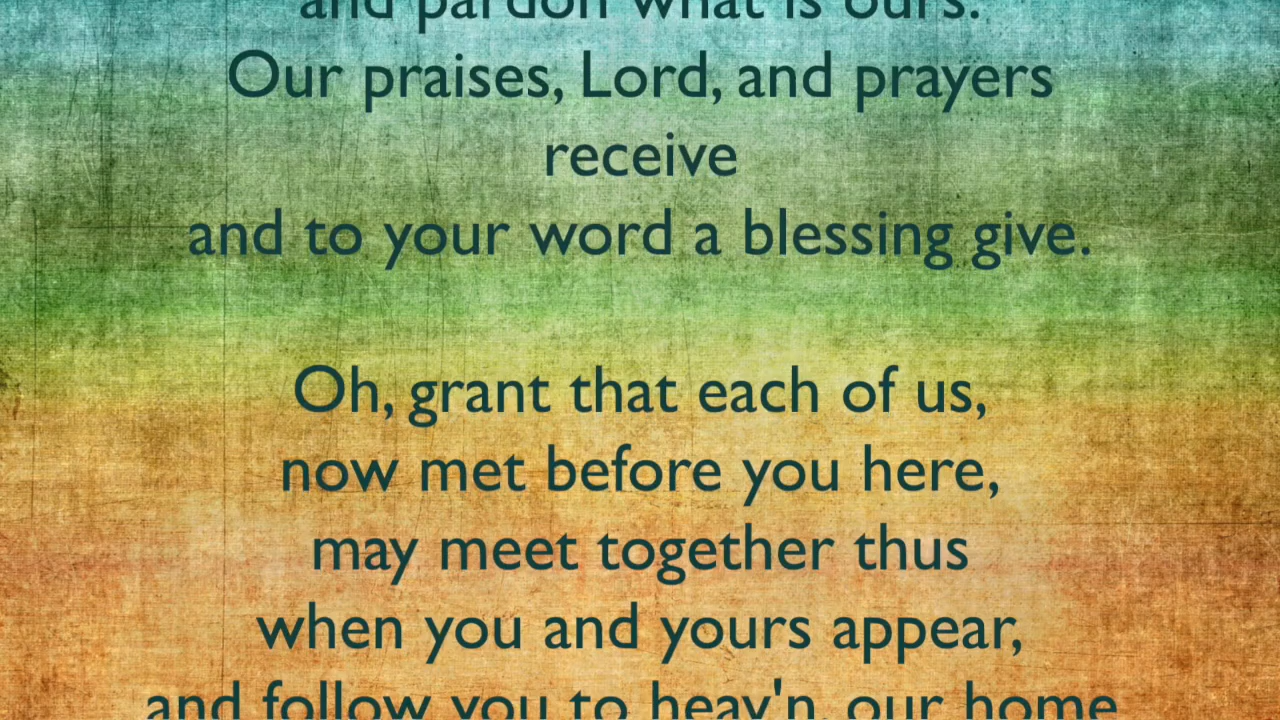 and pardon what is ours.
Our praises, Lord, and prayers
receive
and to your word a blessing give.
Oh, grant that each of us,
now met before you here,
may meet together thus
when you and yours appear,
and follow you to heav'n, our home